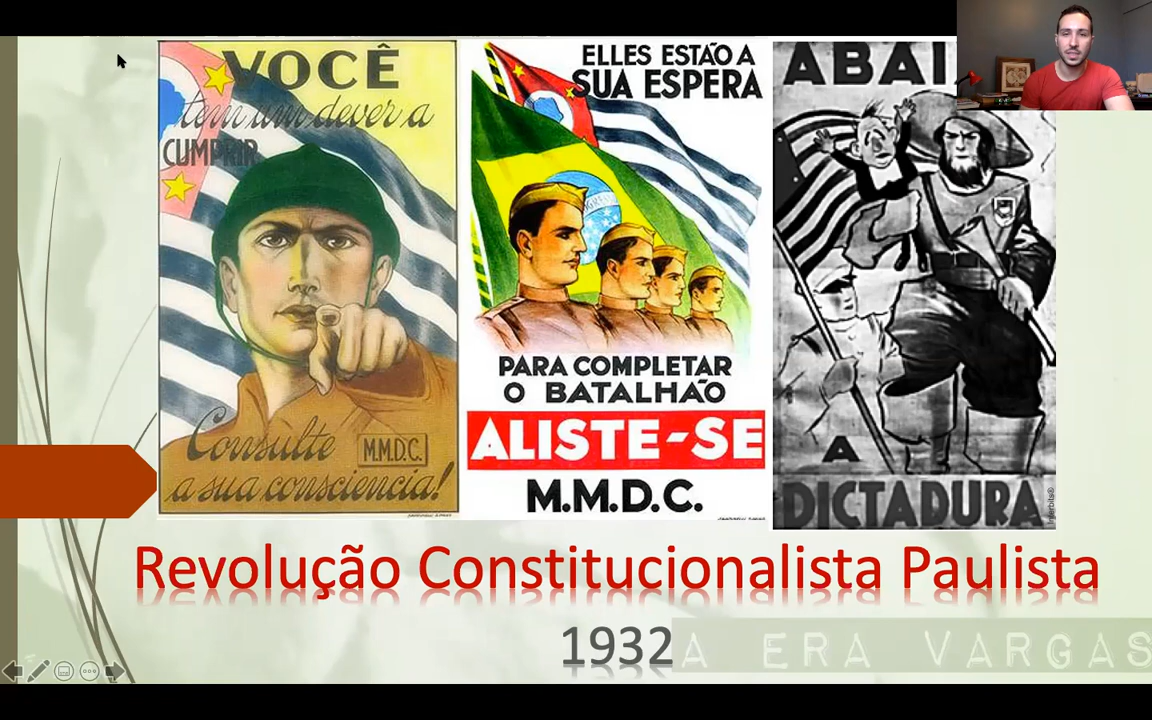 VOCÊ
tem um dever a
CUMPRIR
Consulte
M.M.D.C.
a sua consciencia!
ELLES ESTÃO A
SUA ESPERA
PARA COMPLETAR
O BATALHÃO
ALISTE-SE
M.M.D.C.
ABAI
A
DICTADURA
Revolução Constitucionalista Paulista
1932
A ERA VARGAS